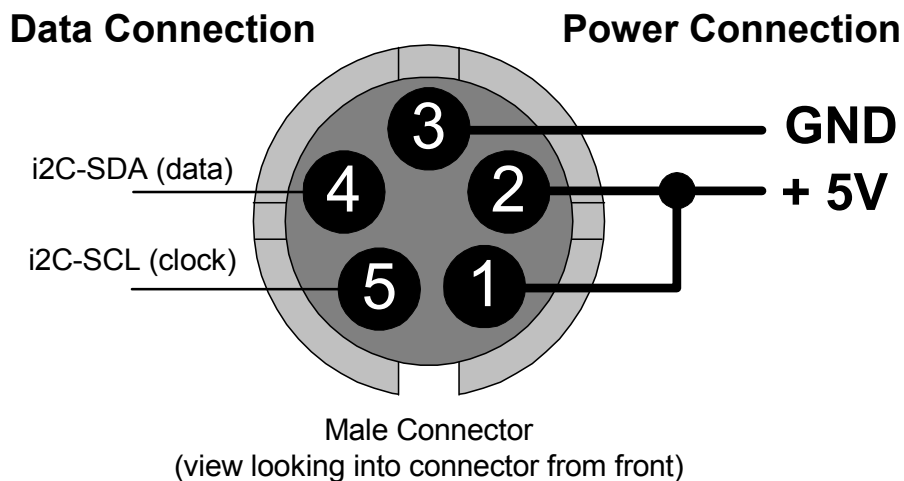 Data Connection
Power Connection
3
GND
i2C-SDA (data)
4
2
+ 5V
i2C-SCL (clock)
5
1
Male Connector
(view looking into connector from front)